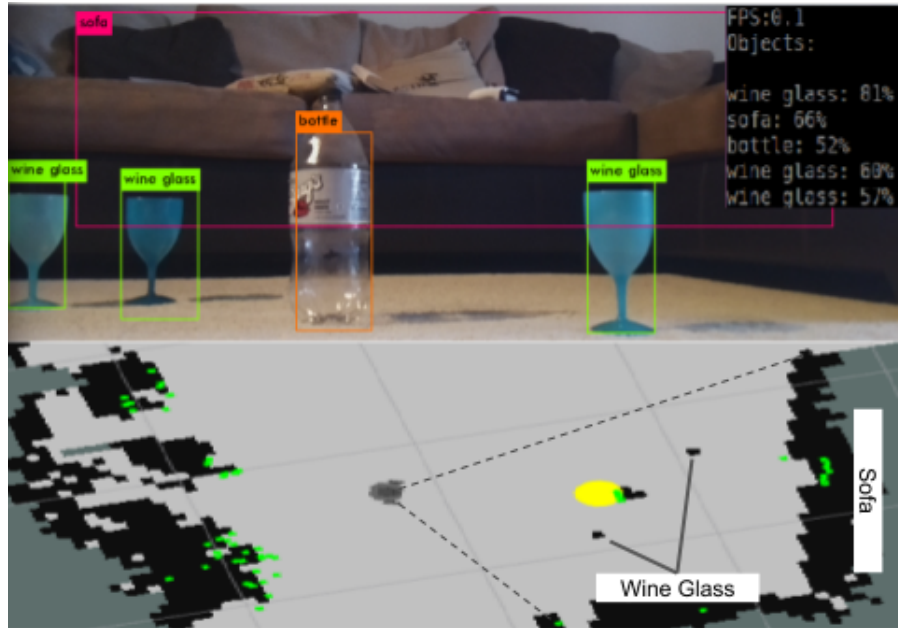 sofa
FPS:0.1
Objects:
wine glass: 81%
sofa: 66%
bottle: 52%
wine glass: 60%
wine glass: 57%
bottle
wine glass
wine glass
wine glass
Sofa
Wine Glass